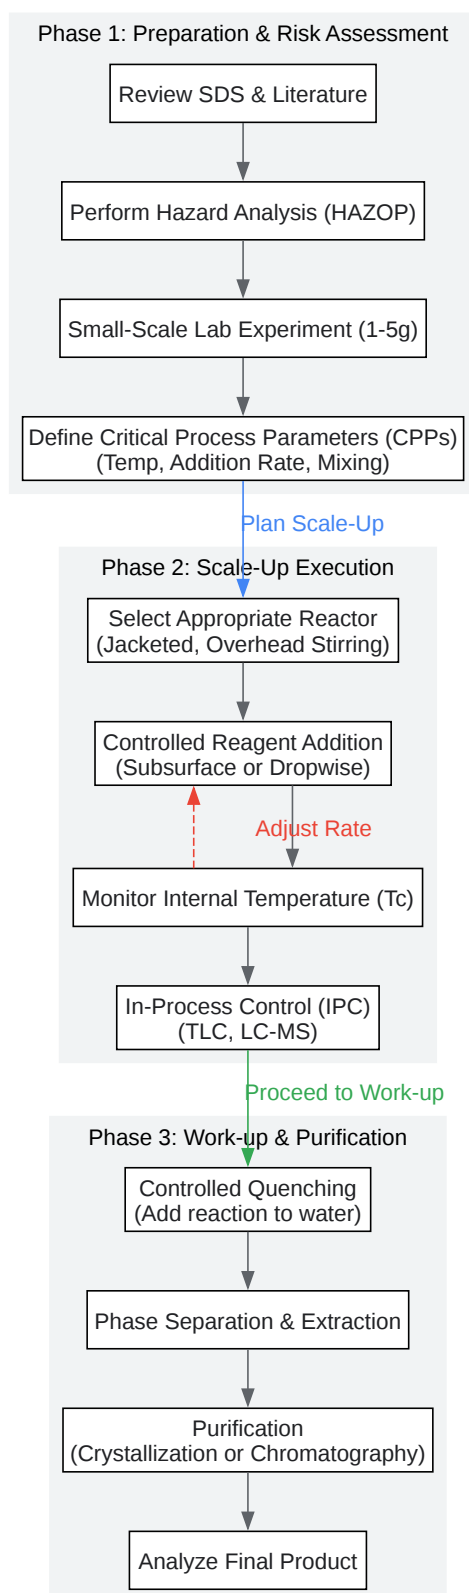 Phase 1: Preparation & Risk Assessment
Review SDS & Literature
Perform Hazard Analysis (HAZOP)
Small-Scale Lab Experiment (1-5g)
Define Critical Process Parameters (CPPs)
(Temp, Addition Rate, Mixing)
Plan Scale-Up
Phase 2: Scale-Up Execution
Select Appropriate Reactor
(Jacketed, Overhead Stirring)
Controlled Reagent Addition
(Subsurface or Dropwise)
Adjust Rate
Monitor Internal Temperature (Tc)
In-Process Control (IPC)
(TLC, LC-MS)
Proceed to Work-up
Phase 3: Work-up & Purification
Controlled Quenching
(Add reaction to water)
Phase Separation & Extraction
Purification
(Crystallization or Chromatography)
Analyze Final Product